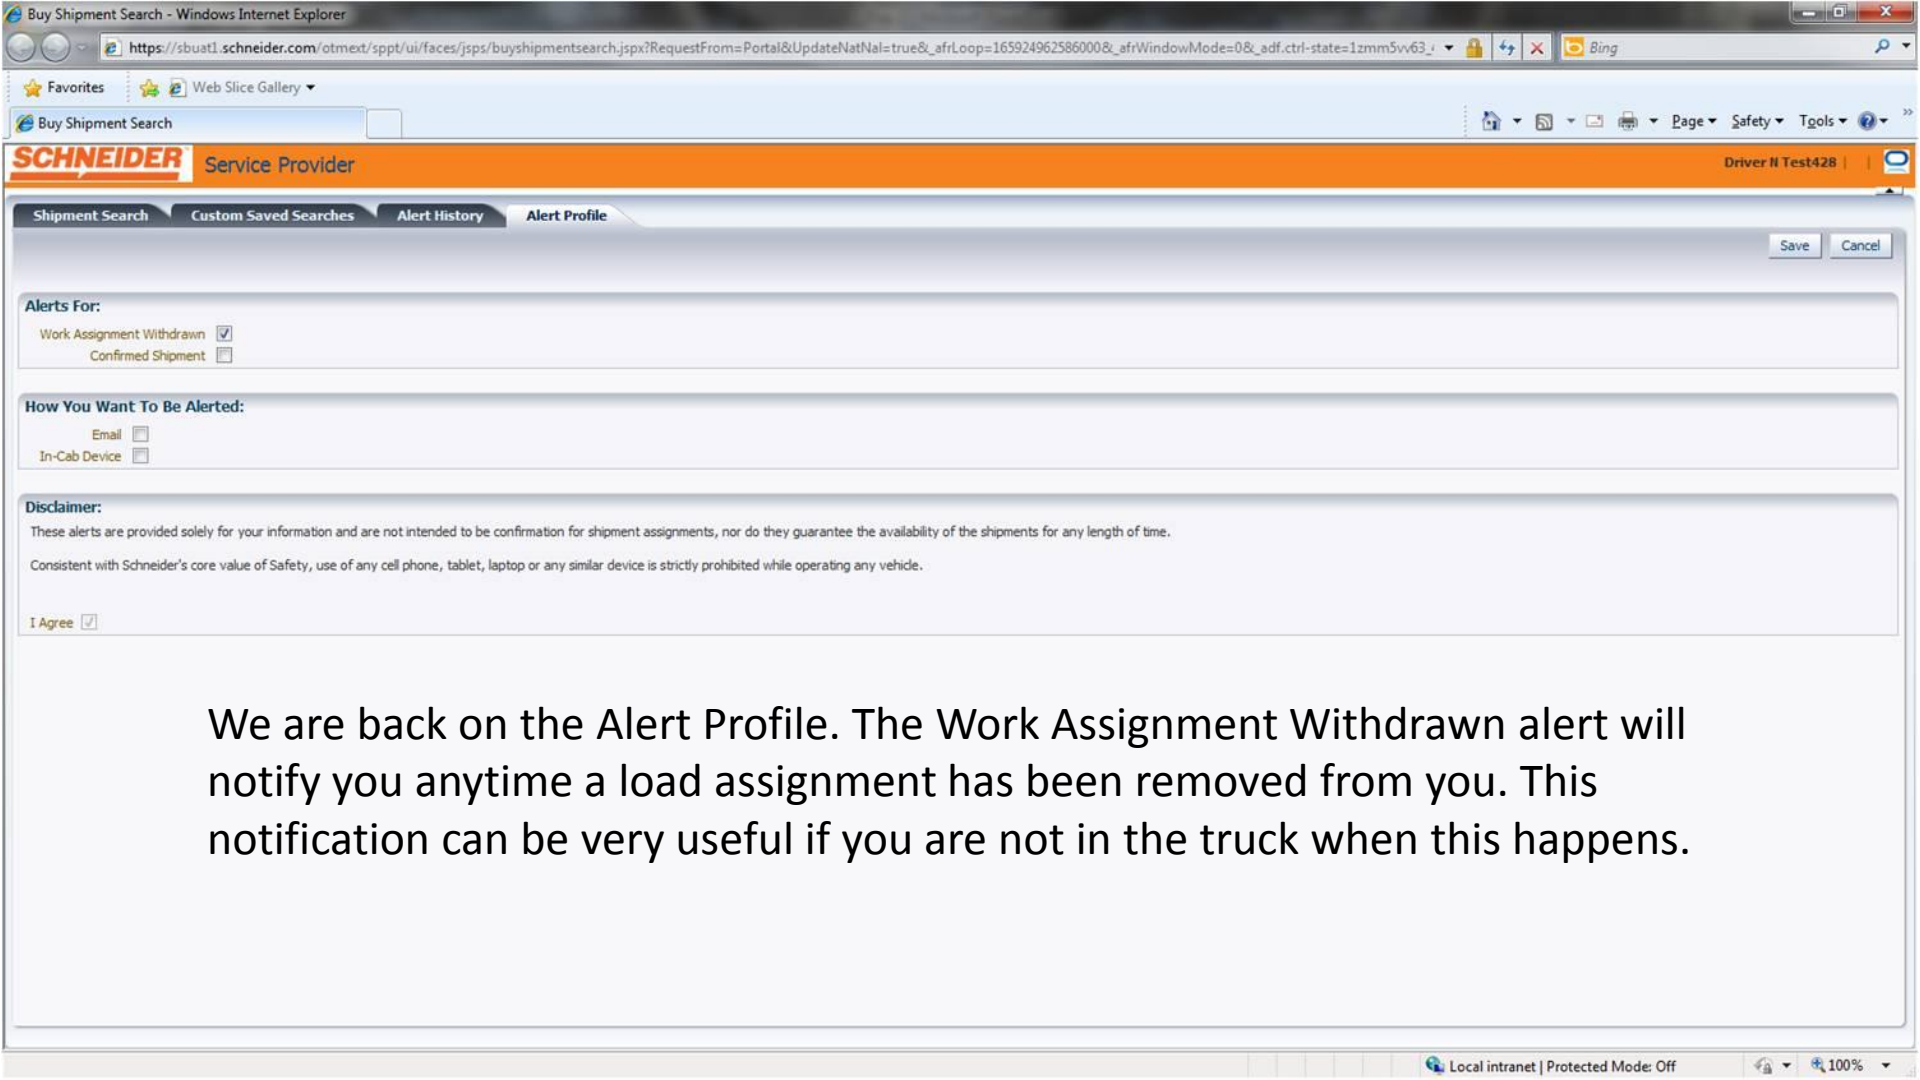 Buy Shipment Search - Windows Internet Explorer
https://sbuat1.schneider.com/otmext/sppt/ui/faces/jsps/buyshipmentsearch.jspx?RequestFrom=Portal&UpdateNatNal=true&_afrLoop=1659249625860008&_afrWindowMode=0&_adf.ctrl-state=1zmm5vv63_ Bing
Favorites Web Slice Gallery
Buy Shipment Search Page Safety Tools
SCHNEIDER Service Provider Driver N Test428
Shipment Search Custom Saved Searches Alert History Alert Profile
Save Cancel
Alerts For:
Work Assignment Withdrawn
Confirmed Shipment
How You Want To Be Alerted:
Email
In-Cab Device
Disclaimer:
These alerts are provided solely for your information and are not intended to be confirmation for shipment assignments, nor do they guarantee the availability of the shipments for any length of time.
Consistent with Schneider's core value of Safety, use of any cell phone, tablet, laptop or any similar device is strictly prohibited while operating any vehicle.
I Agree
We are back on the Alert Profile. The Work Assignment Withdrawn alert will
notify you anytime a load assignment has been removed from you. This
notification can be very useful if you are not in the truck when this happens.
Local intranet | Protected Mode: Off 100%